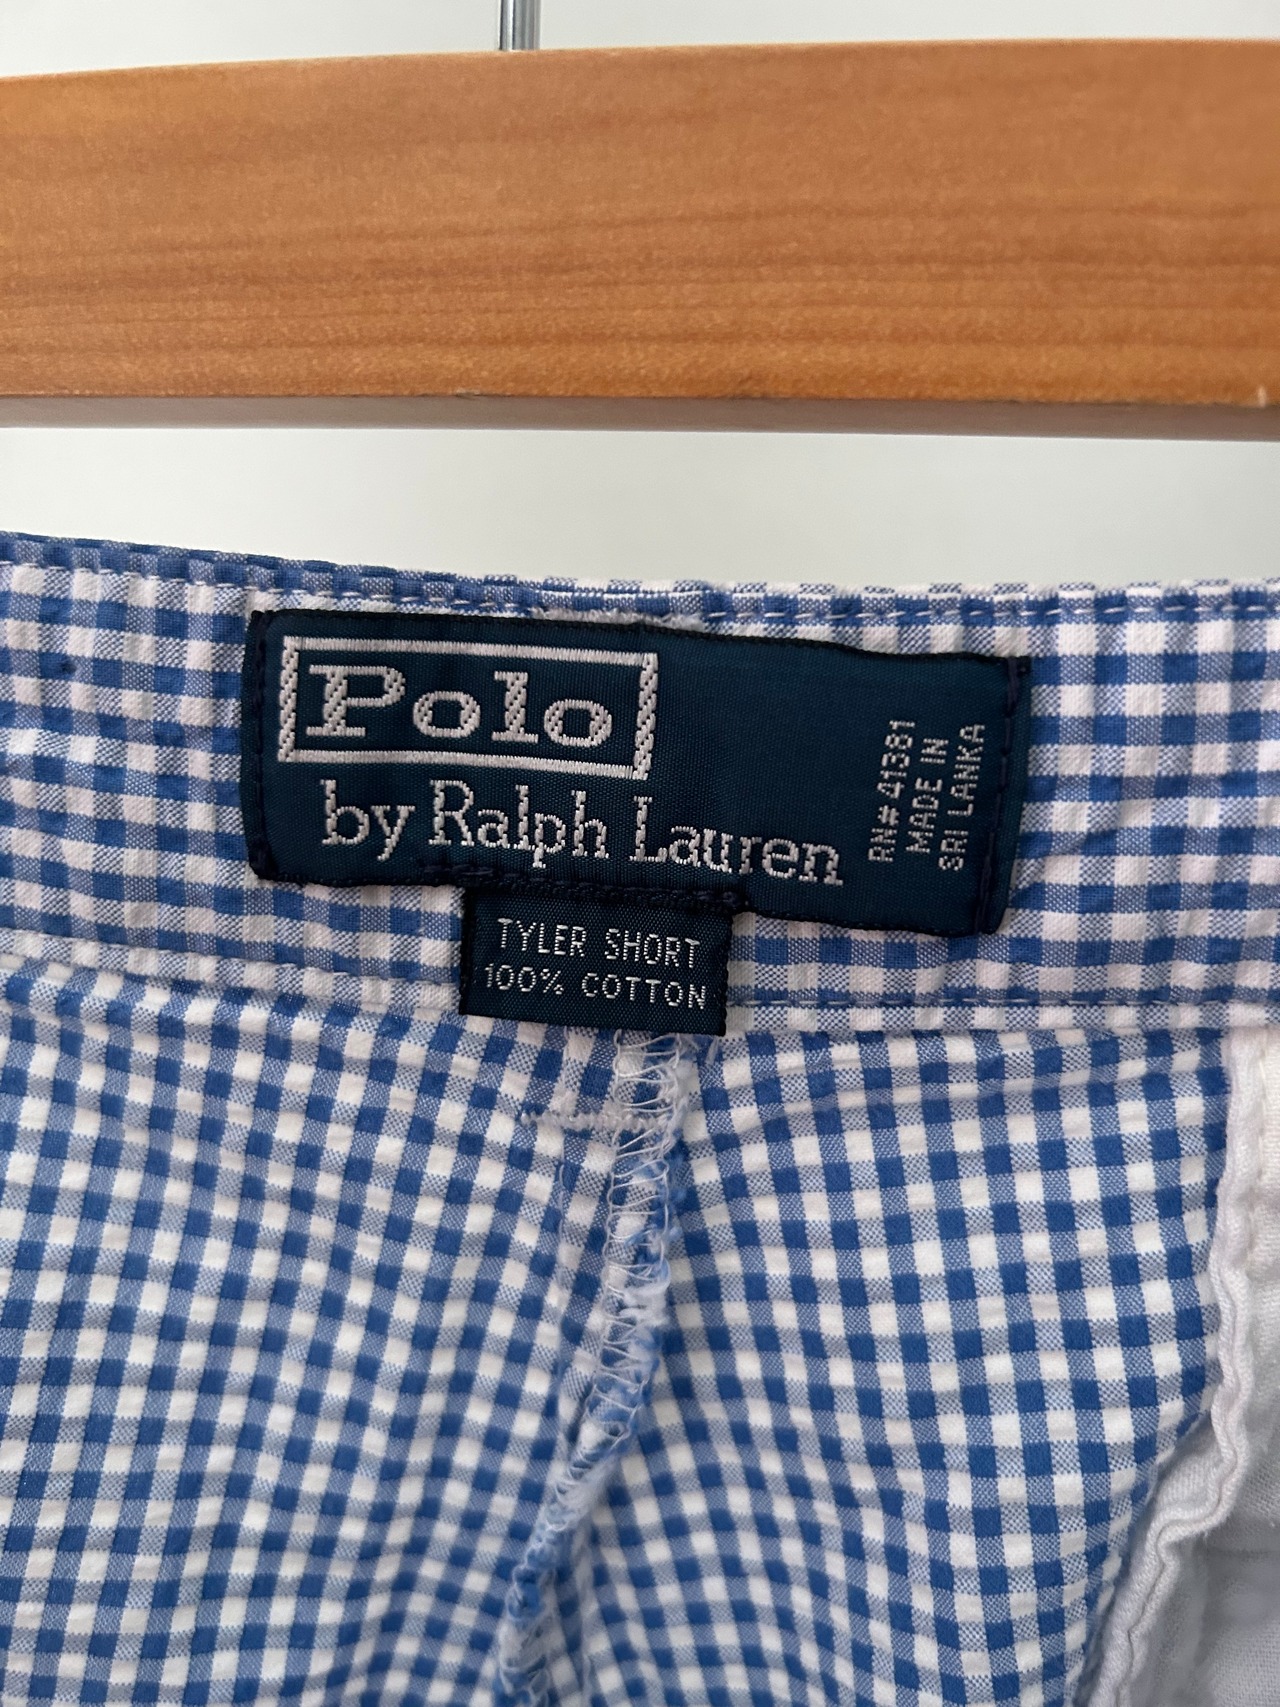 Polo
by Ralph Lauren
RN# 41381
MADE IN
SRI LANKA
TYLER SHORT
100% COTTON